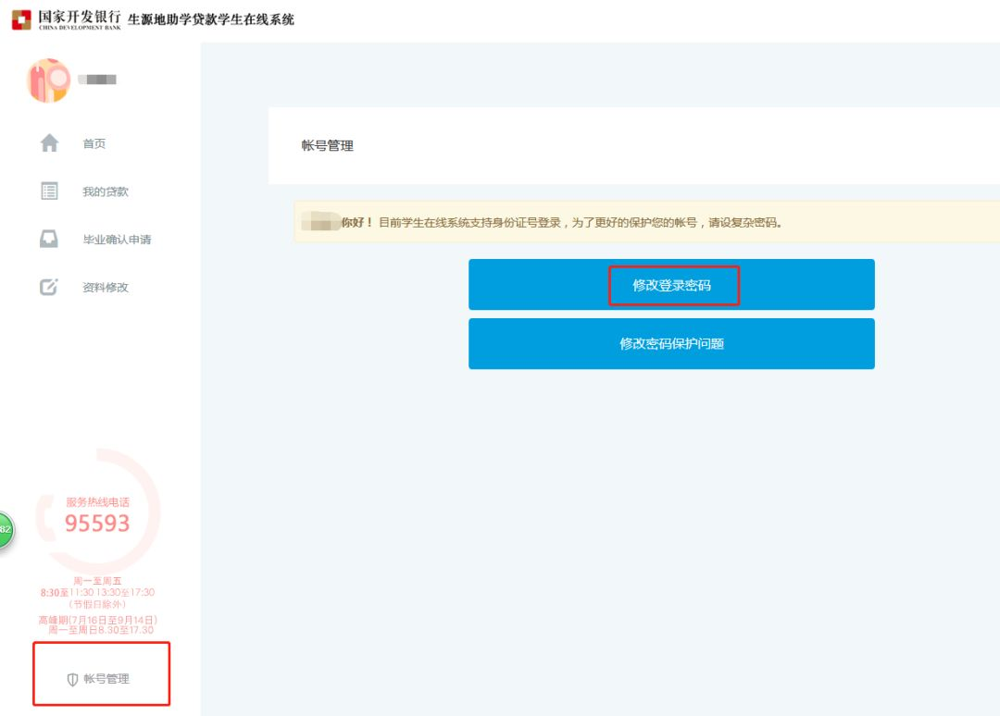 国家开发银行 生源地助学贷款学生在线系统
CHINA DEVELOPMENT BANK
首页
我的贷款
毕业确认申请
资料修改
帐号管理
你好！ 目前学生在线系统支持身份证号登录，为了更好的保护您的帐号，请设复杂密码。
修改登录密码
修改密码保护问题
服务热线电话
95593
82
周一至周五
8:30至11:30 13:30至17:30
（节假日除外）
高峰期(7月16日至9月14日)
周一至周日8.30至17.30
帐号管理